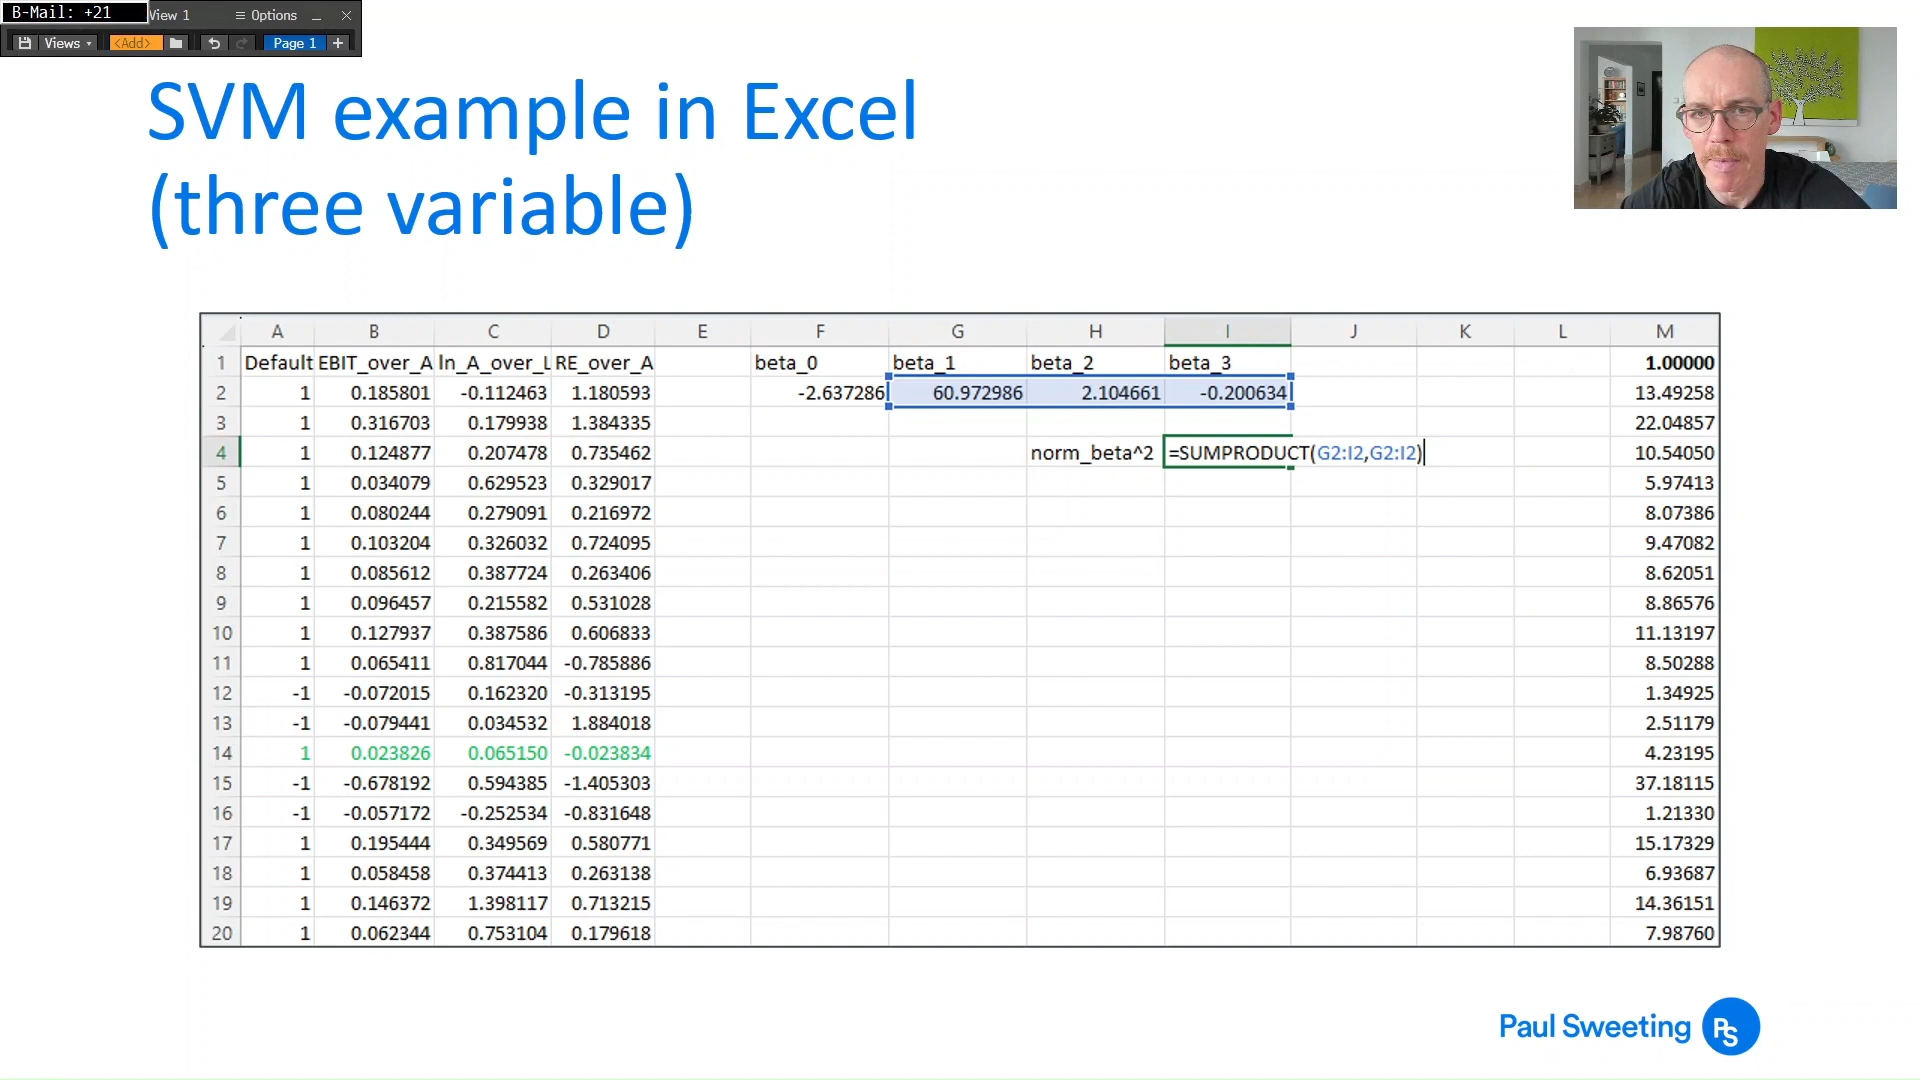 B-Mail: +21
View 1
Options
Views
<Add>
Page 1
SVM example in Excel
(three variable)
A B C D E F G H I J K L M
1 Default EBIT_over_A ln_A_over_L RE_over_A beta_0 beta_1 beta_2 beta_3 1.00000
2 1 0.185801 -0.112463 1.180593 -2.637286 60.972986 2.104661 -0.200634 13.49258
3 1 0.316703 0.179938 1.384335 22.04857
4 1 0.124877 0.207478 0.735462 norm_beta^2 =SUMPRODUCT(G2:I2,G2:I2) 10.54050
5 1 0.034079 0.629523 0.329017 5.97413
6 1 0.080244 0.279091 0.216972 8.07386
7 1 0.103204 0.326032 0.724095 9.47082
8 1 0.085612 0.387724 0.263406 8.62051
9 1 0.096457 0.215582 0.531028 8.86576
10 1 0.127937 0.387586 0.606833 11.13197
11 1 0.065411 0.817044 -0.785886 8.50288
12 -1 -0.072015 0.162320 -0.313195 1.34925
13 -1 -0.079441 0.034532 1.884018 2.51179
14 1 0.023826 0.065150 -0.023834 4.23195
15 -1 -0.678192 0.594385 -1.405303 37.18115
16 -1 -0.057172 -0.252534 -0.831648 1.21330
17 1 0.195444 0.349569 0.580771 15.17329
18 1 0.058458 0.374413 0.263138 6.93687
19 1 0.146372 1.398117 0.713215 14.36151
20 1 0.062344 0.753104 0.179618 7.98760
Paul Sweeting
PS